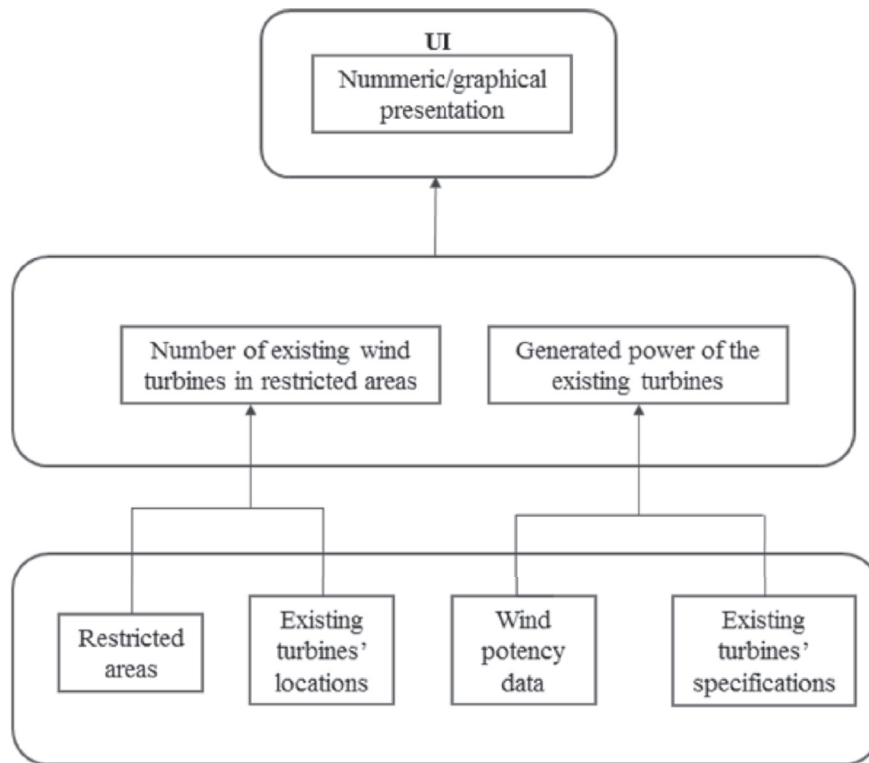 UI
Nummeric/graphical
presentation
Number of existing wind
turbines in restricted areas
Generated power of the
existing turbines
Restricted
areas
Existing
turbines’
locations
Wind
potency
data
Existing
turbines’
specifications